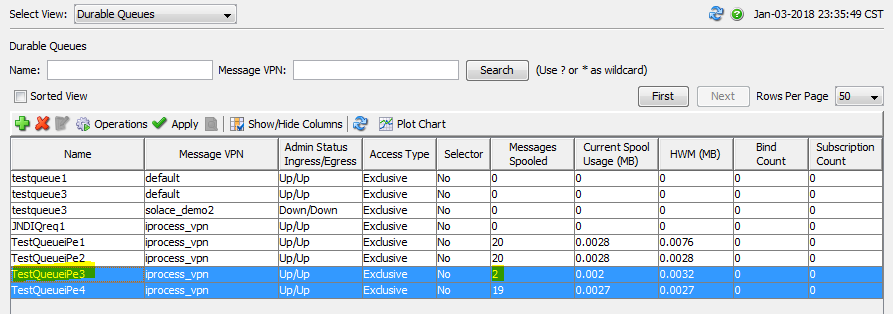 Select View: Durable Queues Jan-03-2018 23:35:49 CST
Durable Queues
Name: Message VPN: Search (Use ? or * as wildcard)
Sorted View First Next Rows Per Page 50
Operations Apply Show/Hide Columns Plot Chart
Name Message VPN Admin Status Ingress/Egress Access Type Selector Messages Spooled Current Spool Usage (MB) HWM (MB) Bind Count Subscription Count
testqueue1 default Up/Up Exclusive No 0 0 0 0 0
testqueue3 default Up/Up Exclusive No 0 0 0 0 0
testqueue3 solace_demo2 Down/Down Exclusive No 0 0 0 0 0
JNDIQreq1 iprocess_vpn Up/Up Exclusive No 0 0 0 0 0
TestQueueiPe1 iprocess_vpn Up/Up Exclusive No 20 0.0028 0.0076 0 0
TestQueueiPe2 iprocess_vpn Up/Up Exclusive No 20 0.0028 0.0028 0 0
TestQueueiPe3 iprocess_vpn Up/Up Exclusive No 2 0.002 0.0032 0 0
TestQueueiPe4 iprocess_vpn Up/Up Exclusive No 19 0.0027 0.0027 0 0